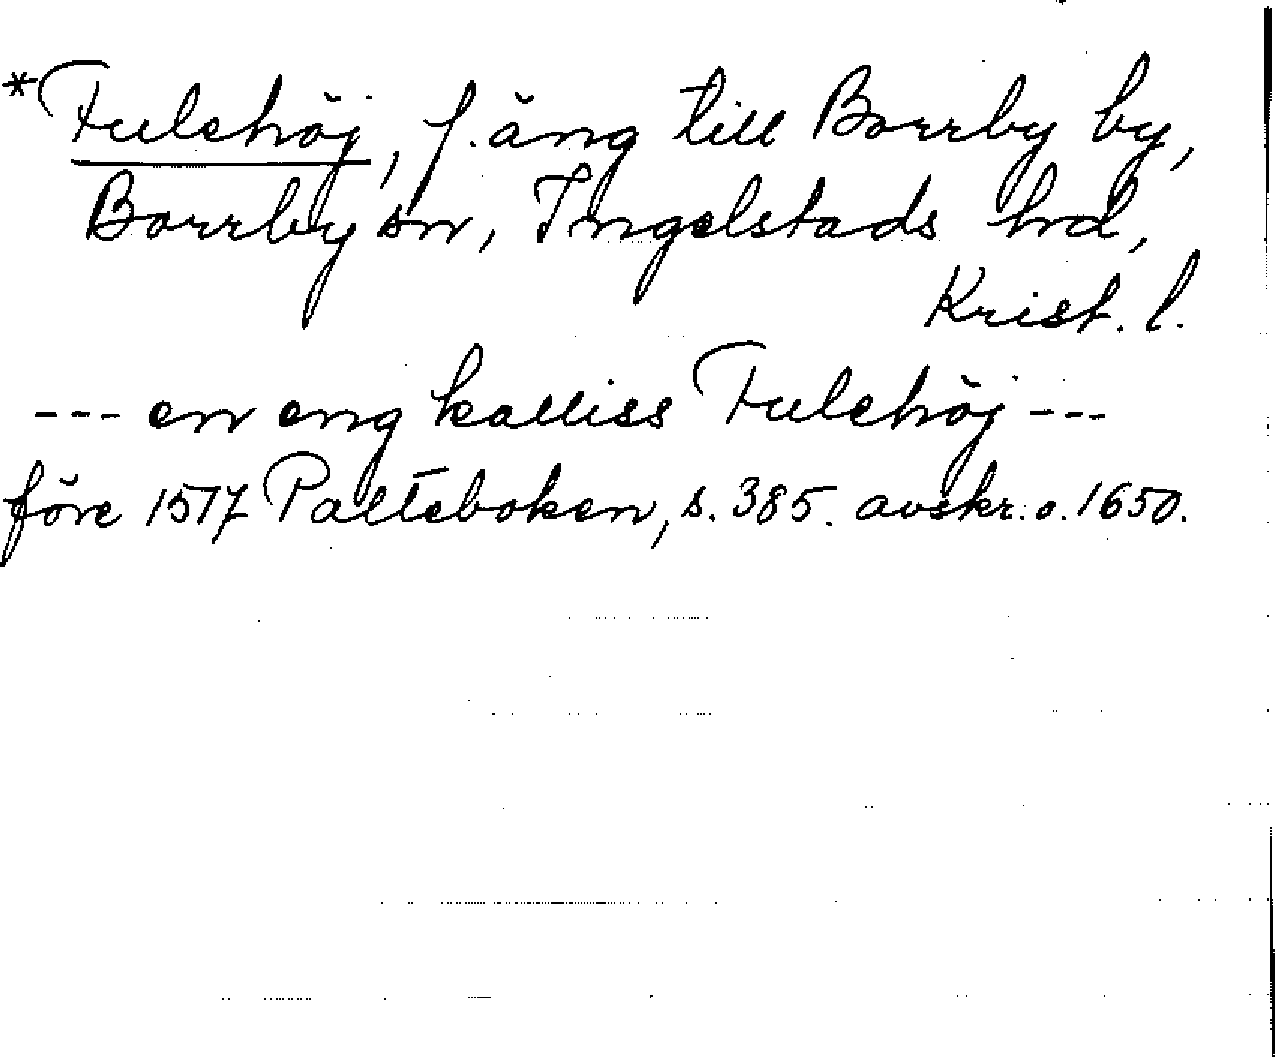 *Fulehöj, f. äng till Borrby by,
Borrby sn, Ingelstads hd,
Krist. l.
--- en eng kalliss Fulehöj ---
före 1517 Palteboken, s. 385. avskr. o. 1650.